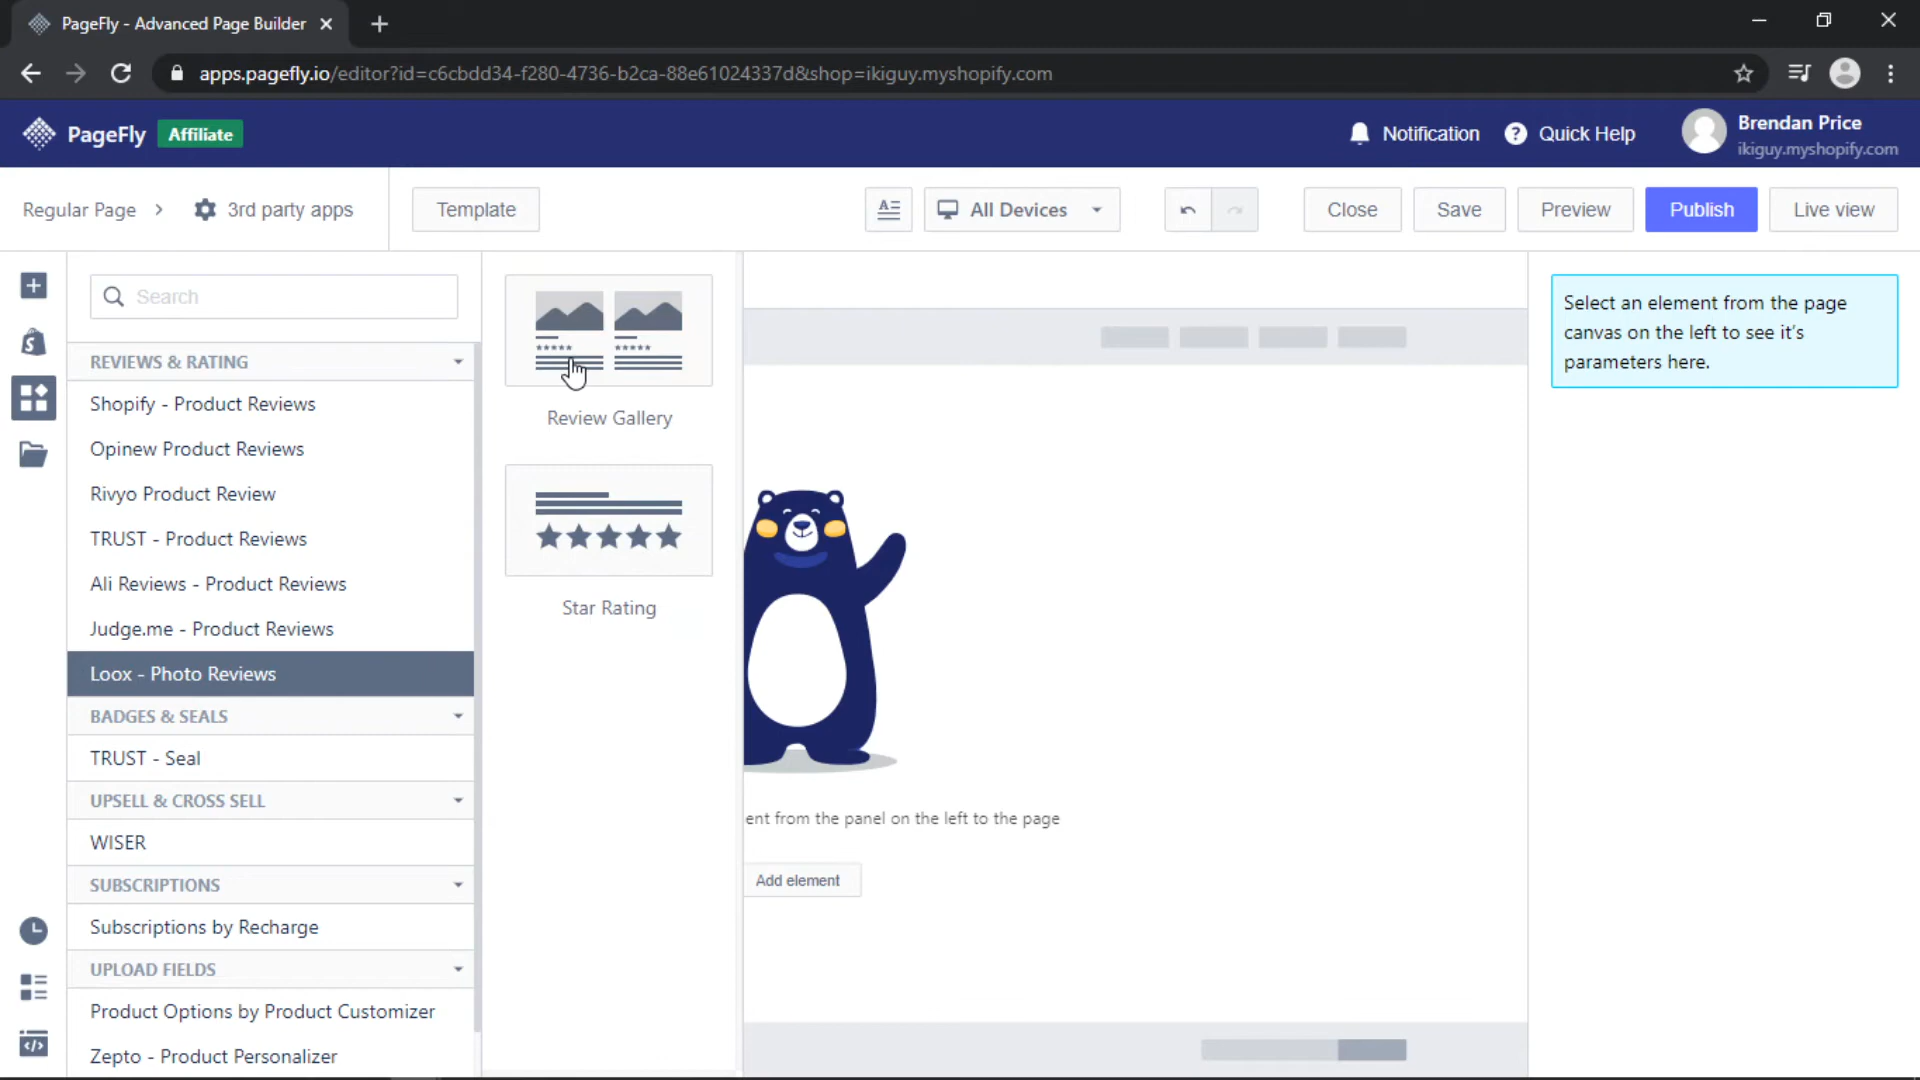 PageFly - Advanced Page Builder
apps.pagefly.io/editor?id=c6cbdd34-f280-4736-b2ca-88e61024337d&shop=ikiguy.myshopify.com
PageFly Affiliate
Notification
Quick Help
Brendan Price
ikiguy.myshopify.com
Regular Page
3rd party apps
Template
All Devices
Close
Save
Preview
Publish
Live view
Search
REVIEWS & RATING
Shopify - Product Reviews
Opinew Product Reviews
Rivyo Product Review
TRUST - Product Reviews
Ali Reviews - Product Reviews
Judge.me - Product Reviews
Loox - Photo Reviews
BADGES & SEALS
TRUST - Seal
UPSELL & CROSS SELL
WISER
SUBSCRIPTIONS
Subscriptions by Recharge
UPLOAD FIELDS
Product Options by Product Customizer
Zepto - Product Personalizer
Review Gallery
Star Rating
ent from the panel on the left to the page
Add element
Select an element from the page
canvas on the left to see it's
parameters here.